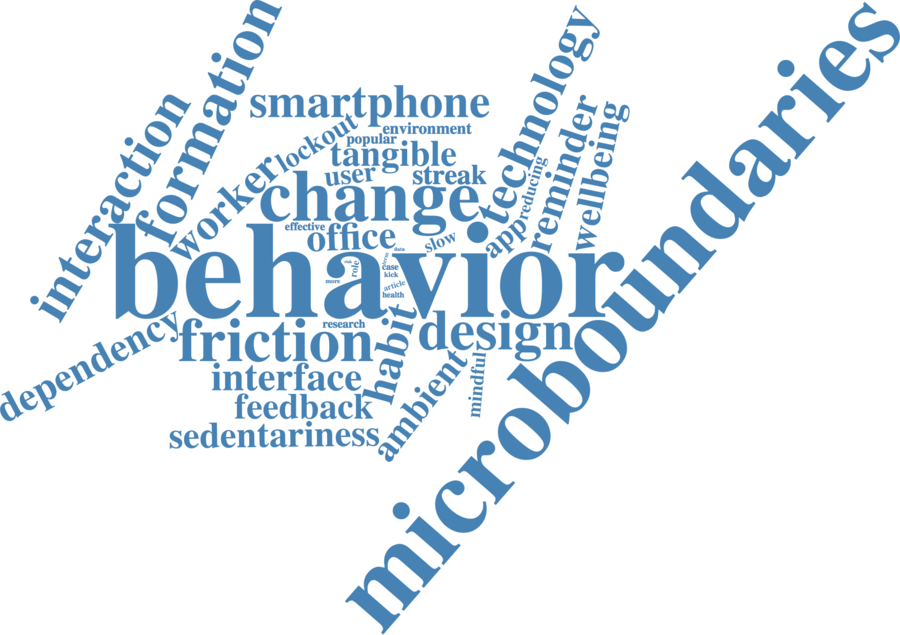 formation
interaction
smartphone
technology
microboundaries
lockout
environment
popular
worker
tangible
reminder
wellbeing
user
streak
reducing
change
app
effective
office
slow
behavior
data
role
case
kick
more
article
health
dependency
research
friction
design
habit
interface
ambient
mindful
feedback
sedentariness